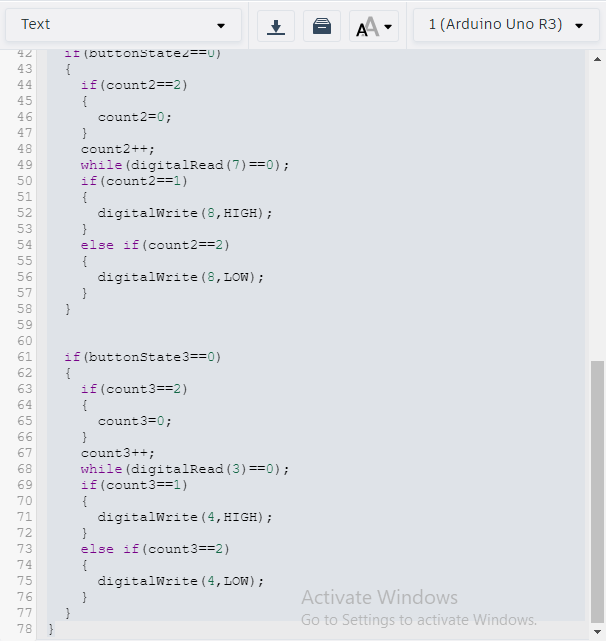 Text
1 (Arduino Uno R3)
42 if(buttonState2==0)
43 {
44 if(count2==2)
45 {
46 count2=0;
47 }
48 count2++;
49 while(digitalRead(7)==0);
50 if(count2==1)
51 {
52 digitalWrite(8,HIGH);
53 }
54 else if(count2==2)
55 {
56 digitalWrite(8,LOW);
57 }
58 }
59
60
61 if(buttonState3==0)
62 {
63 if(count3==2)
64 {
65 count3=0;
66 }
67 count3++;
68 while(digitalRead(3)==0);
69 if(count3==1)
70 {
71 digitalWrite(4,HIGH);
72 }
73 else if(count3==2)
74 {
75 digitalWrite(4,LOW);
76 }
77 }
78 }
Activate Windows
Go to Settings to activate Windows.